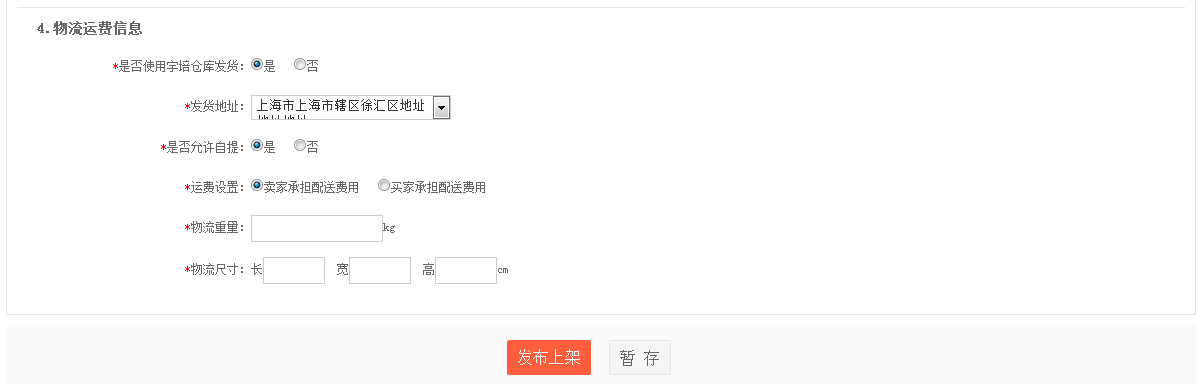 4.物流运费信息
*是否使用宇培仓库发货：是 否
*发货地址：上海市上海市辖区徐汇区地址
*是否允许自提：是 否
*运费设置：卖家承担配送费用 买家承担配送费用
*物流重量：kg
*物流尺寸：长 宽 高 cm
发布上架 暂 存